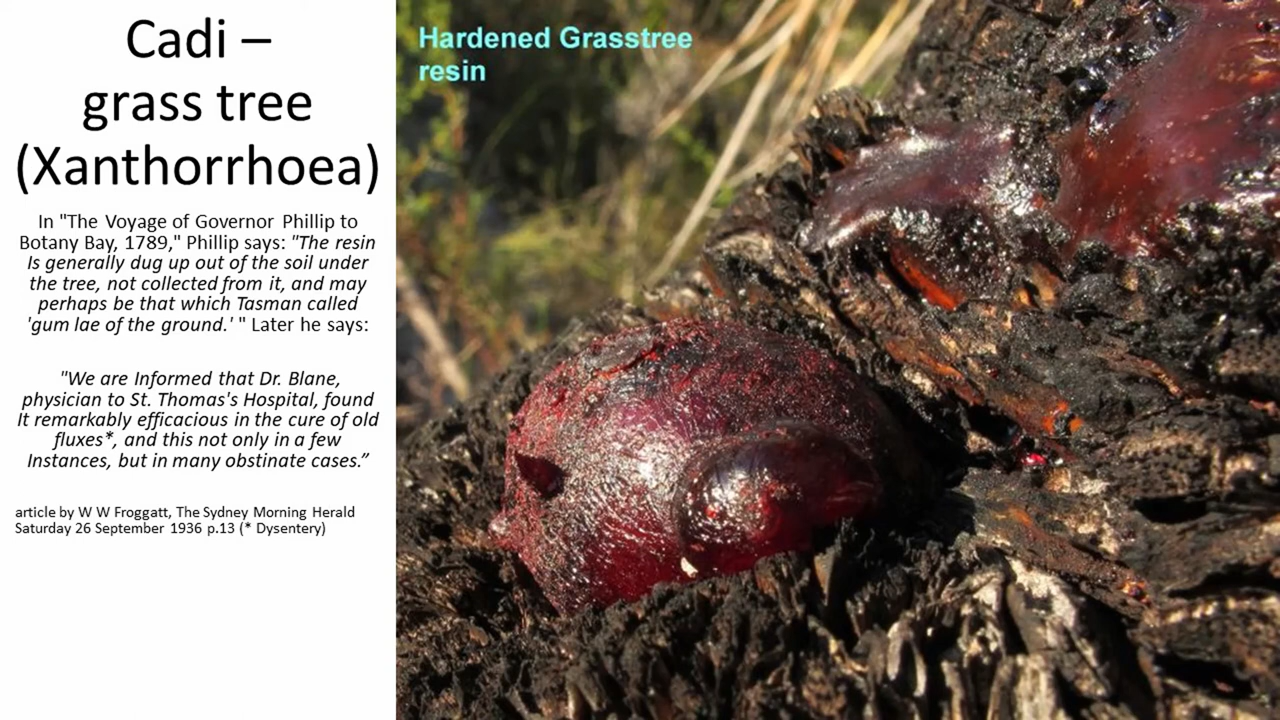 Cadi –
grass tree
(Xanthorrhoea)
In "The Voyage of Governor Phillip to
Botany Bay, 1789," Phillip says: "The resin
Is generally dug up out of the soil under
the tree, not collected from it, and may
perhaps be that which Tasman called
'gum lae of the ground.' " Later he says:
"We are Informed that Dr. Blane,
physician to St. Thomas's Hospital, found
It remarkably efficacious in the cure of old
fluxes*, and this not only in a few
Instances, but in many obstinate cases.”
article by W W Froggatt, The Sydney Morning Herald
Saturday 26 September 1936 p.13 (* Dysentery)
Hardened Grasstree
resin